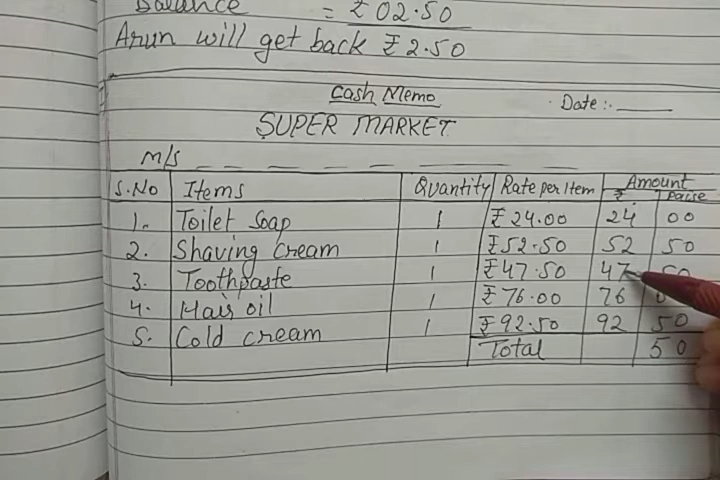 Balance = ₹ 02.50
Arun will get back ₹ 2.50
Cash Memo
Date:- ____
SUPER MARKET
M/s _ _ _ _ _ ____
S.No Items Quantity Rate per Item Amount
₹. Paise
1. Toilet Soap 1 ₹ 24.00 24 00
2. Shaving Cream 1 ₹ 52.50 52 50
3. Toothpaste 1 ₹ 47.50 47 50
4. Hair oil 1 ₹ 76.00 76
5. Cold cream 1 ₹ 92.50 92 50
Total 50